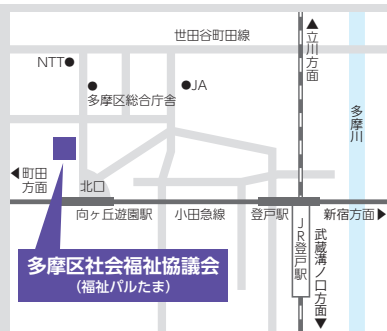 世田谷町田線
▲立川方面
NTT●
●JA
多摩区総合庁舎
多摩川
◀町田
方面
北口
向ヶ丘遊園駅
小田急線
登戸駅
新宿方面▶
JR登戸駅
武蔵溝ノ口方面▼
多摩区社会福祉協議会
(福祉パルたま)